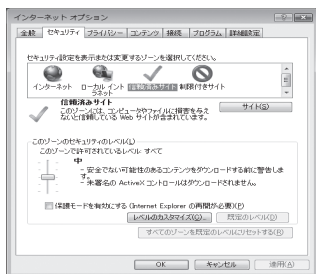 インターネット オプション
全般 セキュリティ プライバシー コンテンツ 接続 プログラム 詳細設定
セキュリティ設定を表示または変更するゾーンを選択してください。
インターネット ローカル イントラネット 信頼済みサイト 制限付きサイト
信頼済みサイト
サイト(S)
このゾーンには、コンピュータやファイルに損害を与え
ないと信頼している Web サイトが含まれています。
このゾーンのセキュリティのレベル(L)
このゾーンで許可されているレベル: すべて
中
- 安全でない可能性のあるコンテンツをダウンロードする前に警告しま
す。
- 未署名の ActiveX コントロールはダウンロードされません。
保護モードを有効にする (Internet Explorer の再開が必要)(P)
レベルのカスタマイズ(C)... 既定のレベル(D)
すべてのゾーンを既定のレベルにリセットする(R)
OK キャンセル 適用(A)